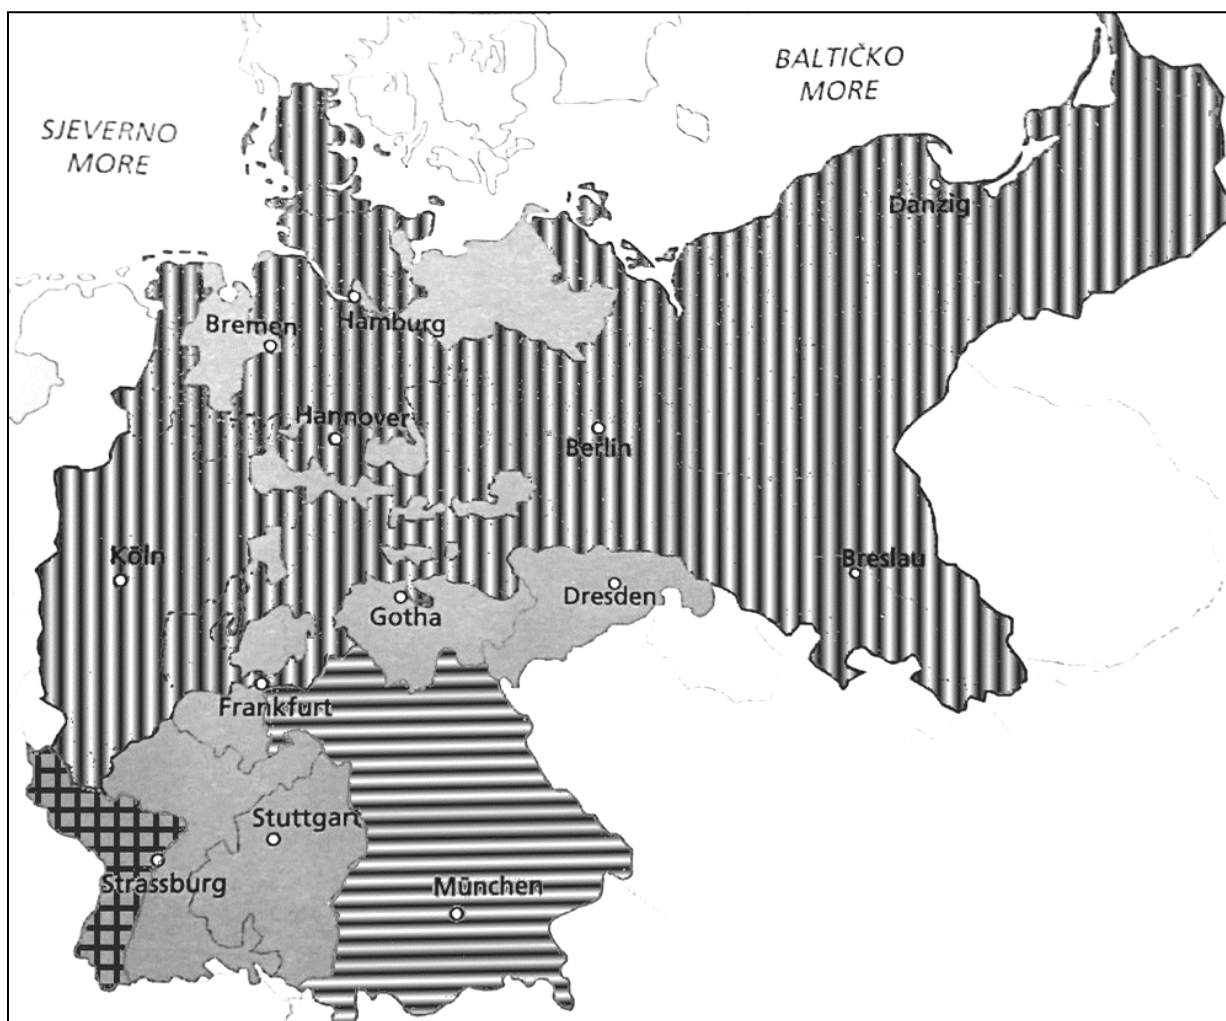 BALTIČKO
MORE
SJEVERNO
MORE
Danzig
Hamburg
Bremen
Hannover
Berlin
Köln
Breslau
Dresden
Gotha
Frankfurt
Stuttgart
Strassburg
München